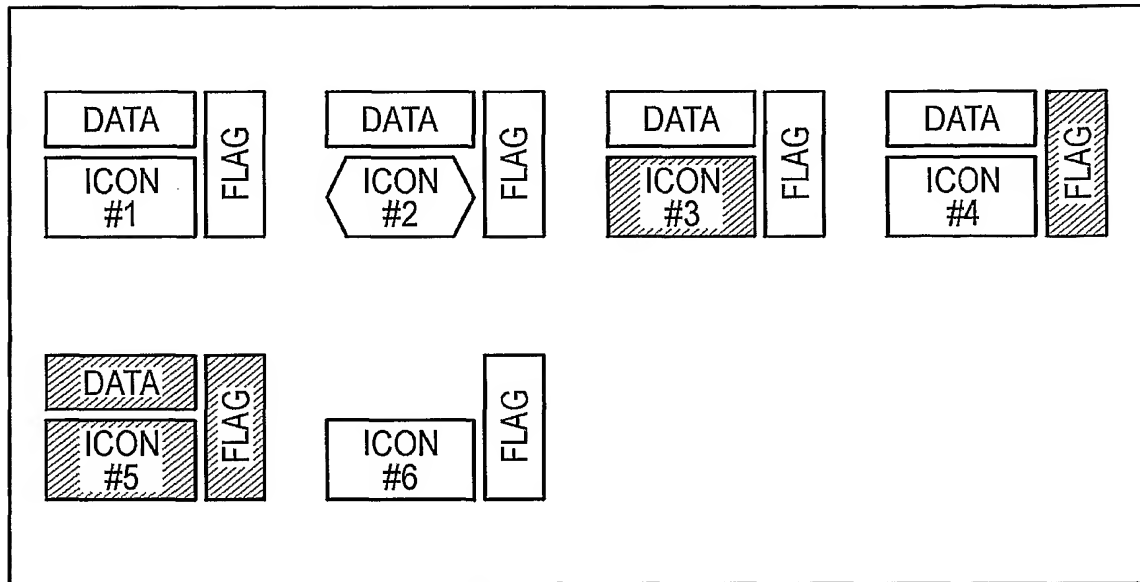 DATA
ICON
#1
FLAG
DATA
ICON
#2
FLAG
DATA
ICON
#3
FLAG
DATA
ICON
#4
FLAG
DATA
ICON
#5
FLAG
ICON
#6
FLAG